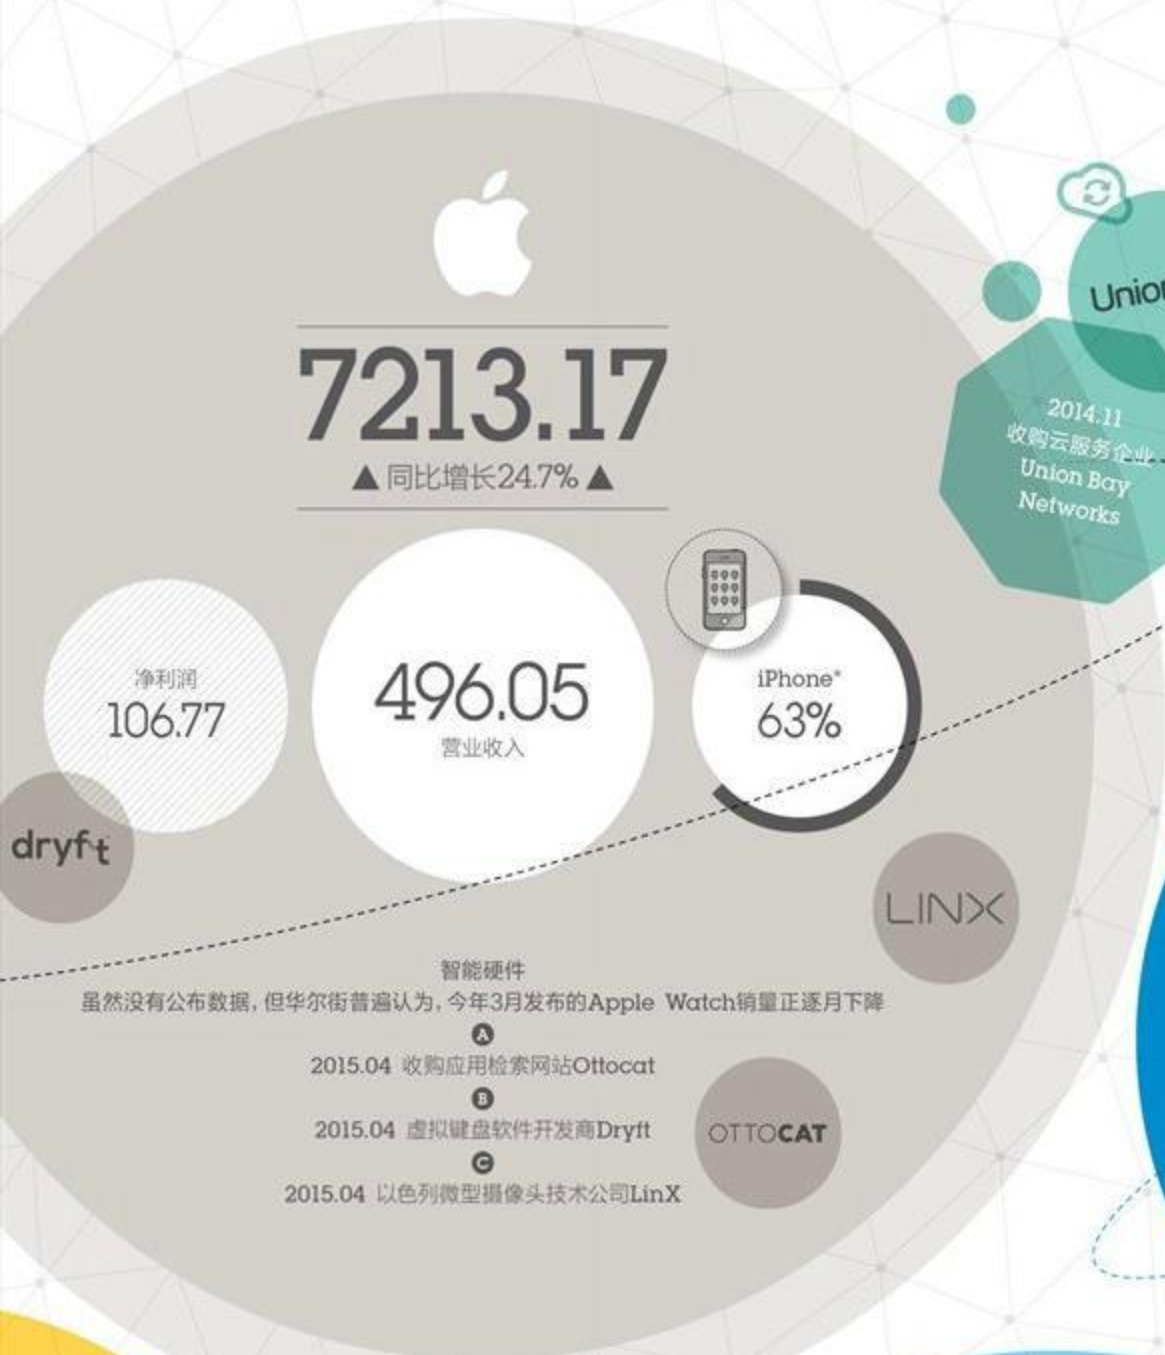 7213.17
▲ 同比增长24.7% ▲
净利润
106.77
496.05
营业收入
iPhone*
63%
2014.11
收购云服务企业
Union Bay
Networks
dryft
LINX
智能硬件
虽然没有公布数据, 但华尔街普遍认为, 今年3月发布的Apple Watch销量正逐月下降
A
2015.04 收购应用检索网站Ottocat
B
2015.04 虚拟键盘软件开发商Dryft
C
2015.04 以色列微型摄像头技术公司LinX
OTTOCAT